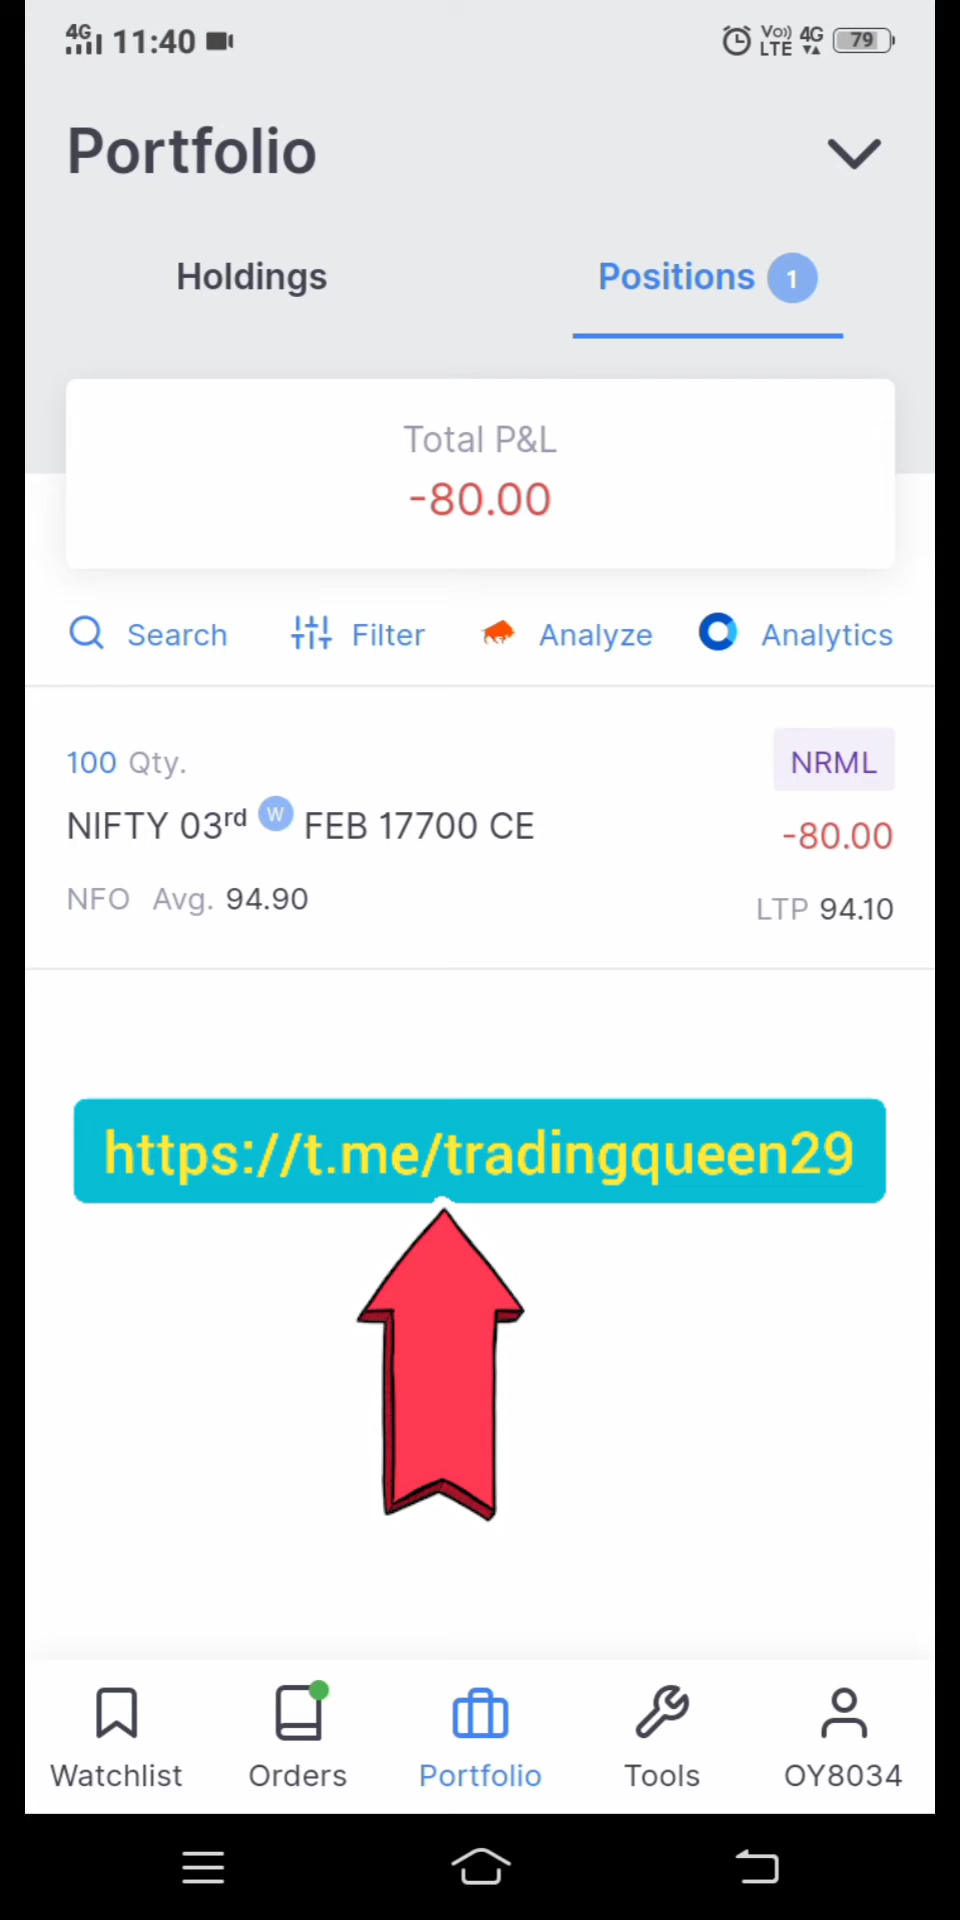 4G 11:40 Vo)) LTE 4G 79
Portfolio
Holdings Positions 1
Total P&L
-80.00
Search Filter Analyze Analytics
100 Qty. NRML
NIFTY 03rd W FEB 17700 CE -80.00
NFO Avg. 94.90 LTP 94.10
https://t.me/tradingqueen29
Watchlist Orders Portfolio Tools OY8034